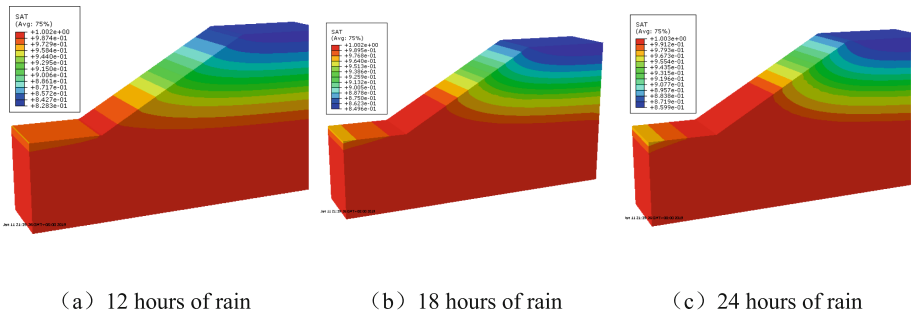 SAT
(Avg: 75%)
+1.002e+00
+9.874e-01
+9.729e-01
+9.584e-01
+9.440e-01
+9.295e-01
+9.150e-01
+9.006e-01
+8.861e-01
+8.717e-01
+8.572e-01
+8.427e-01
+8.283e-01
SAT
(Avg: 75%)
+1.002e+00
+9.895e-01
+9.768e-01
+9.640e-01
+9.513e-01
+9.386e-01
+9.259e-01
+9.132e-01
+9.005e-01
+8.878e-01
+8.750e-01
+8.623e-01
+8.496e-01
SAT
(Avg: 75%)
+1.003e+00
+9.912e-01
+9.793e-01
+9.673e-01
+9.554e-01
+9.435e-01
+9.315e-01
+9.196e-01
+9.077e-01
+8.957e-01
+8.838e-01
+8.719e-01
+8.599e-01
（a）12 hours of rain
（b）18 hours of rain
（c）24 hours of rain